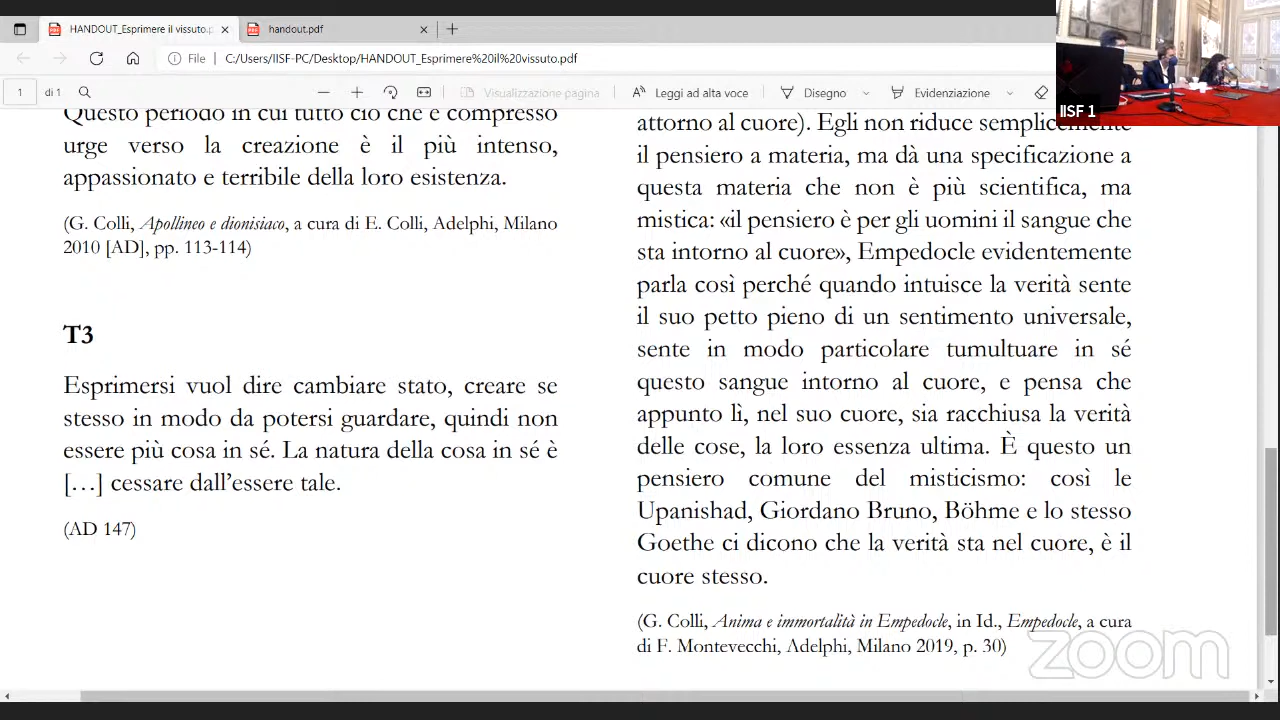 HANDOUT_Esprimere il vissuto.p
handout.pdf
File
C:/Users/IISF-PC/Desktop/HANDOUT_Esprimere%20il%20vissuto.pdf
1
di 1
Visualizzazione pagina
Leggi ad alta voce
Disegno
Evidenziazione
IISF 1
Questo periodo in cui tutto ciò che è compresso
urge verso la creazione è il più intenso,
appassionato e terribile della loro esistenza.
(G. Colli, Apollineo e dionisiaco, a cura di E. Colli, Adelphi, Milano
2010 [AD], pp. 113-114)
T3
Esprimersi vuol dire cambiare stato, creare se
stesso in modo da potersi guardare, quindi non
essere più cosa in sé. La natura della cosa in sé è
[…] cessare dall’essere tale.
(AD 147)
attorno al cuore). Egli non riduce semplicemente
il pensiero a materia, ma dà una specificazione a
questa materia che non è più scientifica, ma
mistica: «il pensiero è per gli uomini il sangue che
sta intorno al cuore», Empedocle evidentemente
parla così perché quando intuisce la verità sente
il suo petto pieno di un sentimento universale,
sente in modo particolare tumultuare in sé
questo sangue intorno al cuore, e pensa che
appunto lì, nel suo cuore, sia racchiusa la verità
delle cose, la loro essenza ultima. È questo un
pensiero comune del misticismo: così le
Upanishad, Giordano Bruno, Böhme e lo stesso
Goethe ci dicono che la verità sta nel cuore, è il
cuore stesso.
(G. Colli, Anima e immortalità in Empedocle, in Id., Empedocle, a cura
di F. Montevecchi, Adelphi, Milano 2019, p. 30)
zoom